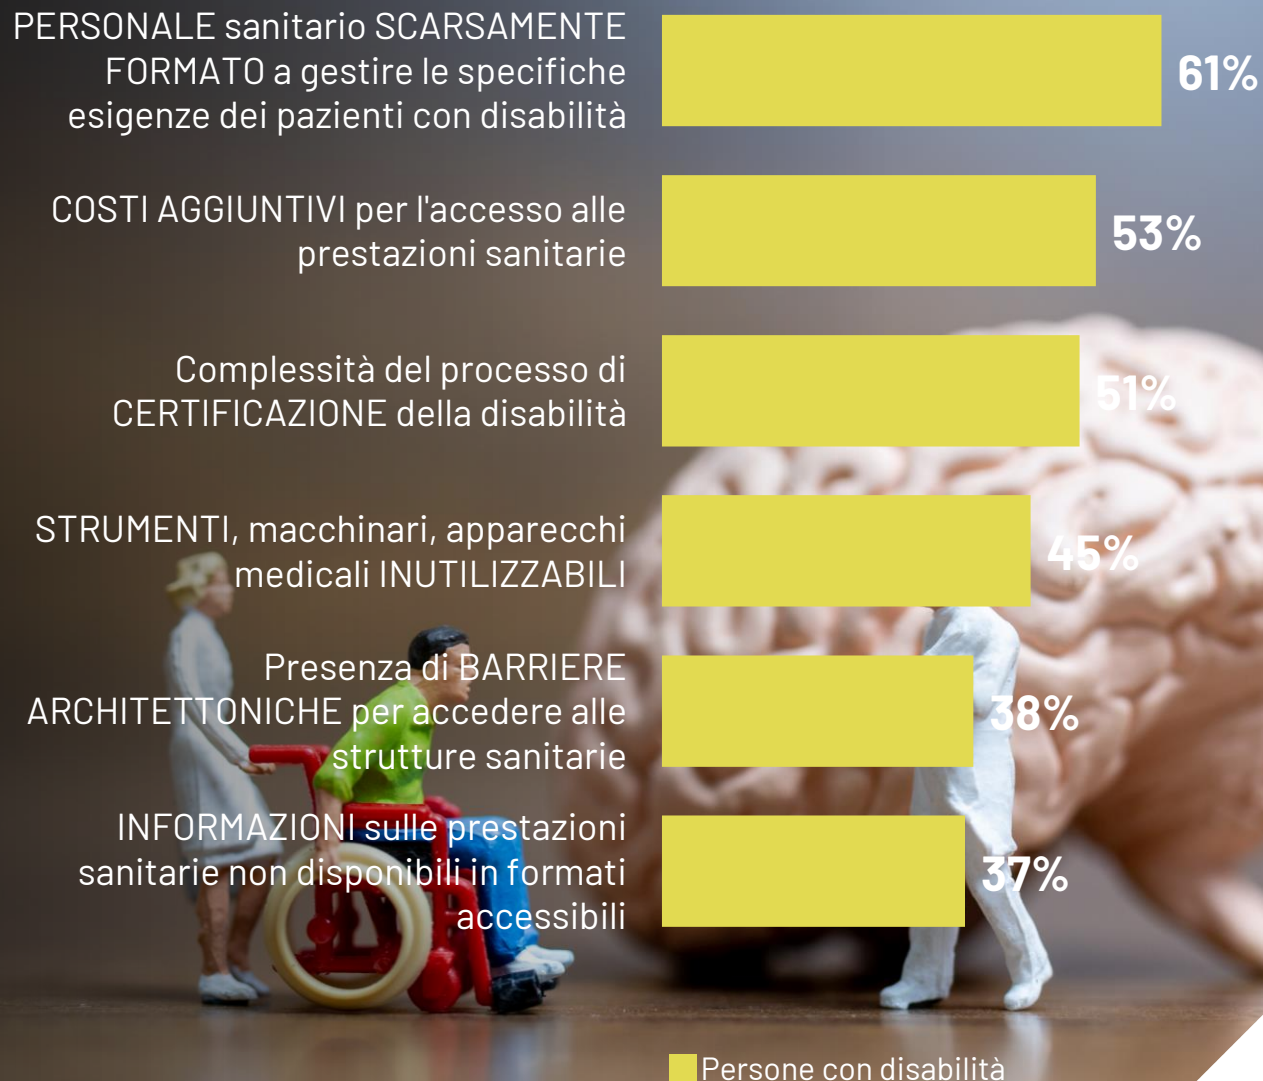 PERSONALE sanitario SCARSAMENTE
FORMATO a gestire le specifiche
esigenze dei pazienti con disabilità
61%
COSTI AGGIUNTIVI per l'accesso alle
prestazioni sanitarie
53%
Complessità del processo di
CERTIFICAZIONE della disabilità
51%
STRUMENTI, macchinari, apparecchi
medicali INUTILIZZABILI
45%
Presenza di BARRIERE
ARCHITETTONICHE per accedere alle
strutture sanitarie
38%
INFORMAZIONI sulle prestazioni
sanitarie non disponibili in formati
accessibili
37%
Persone con disabilità